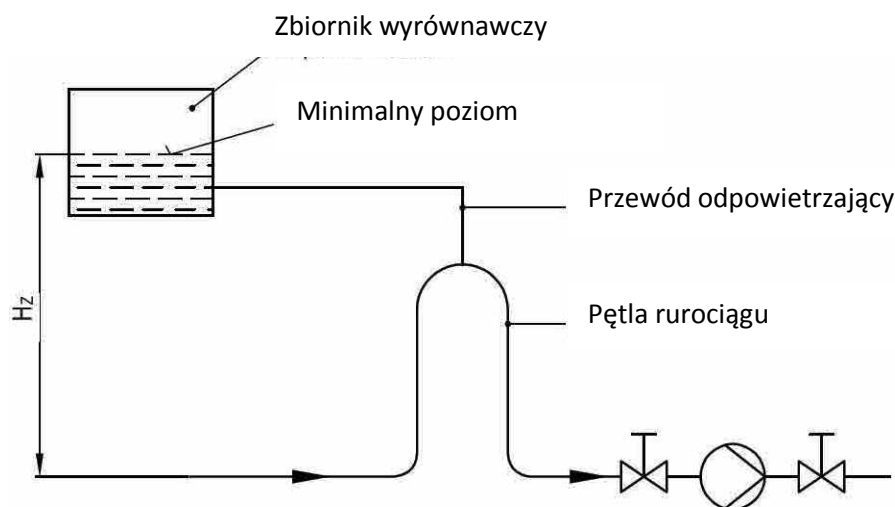 Zbiornik wyrównawczy
Minimalny poziom
Przewód odpowietrzający
Hz
Pętla rurociągu